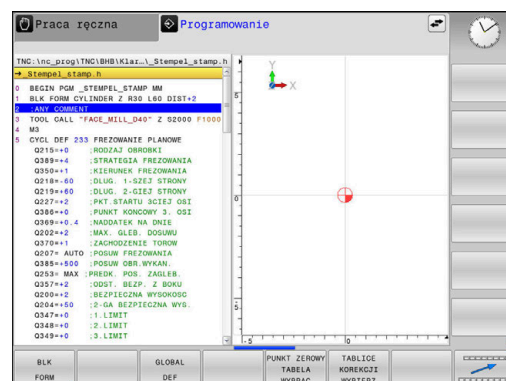 Praca ręczna
Programowanie
TNC:\nc_prog\TNC\BHB\Klar…\_Stempel_stamp.h
→_Stempel_stamp.h
0 BEGIN PGM _STEMPEL_STAMP MM
1 BLK FORM CYLINDER Z R30 L60 DIST+2
2 ;ANY COMMENT
3 TOOL CALL "FACE_MILL_D40" Z S2000 F1000
4 M3
5 CYCL DEF 233 FREZOWANIE PLANOWE
Q215=+0 ;RODZAJ OBROBKI
Q389=+4 ;STRATEGIA FREZOWANIA
Q350=+1 ;KIERUNEK FREZOWANIA
Q218=-60 ;DLUG. 1-SZEJ STRONY
Q219=+60 ;DLUG. 2-GIEJ STRONY
Q227=+2 ;PKT.STARTU 3CIEJ OSI
Q386=+0 ;PUNKT KONCOWY 3. OSI
Q369=+0.4 ;NADDATEK NA DNIE
Q202=+2 ;MAX. GLEB. DOSUWU
Q370=+1 ;ZACHODZENIE TOROW
Q207= AUTO ;POSUW FREZOWANIA
Q385=+500 ;POSUW OBR.WYKAN.
Q253= MAX ;PREDK. POS. ZAGLEB.
Q357=+2 ;ODST. BEZP. Z BOKU
Q200=+2 ;BEZPIECZNA WYSOKOSC
Q204=+50 ;2-GA BEZPIECZNA WYS.
Q347=+0 ;1.LIMIT
Q348=+0 ;2.LIMIT
Q349=+0 ;3.LIMIT
Y
X
5
0
-5
0
BLK
FORM
GLOBAL
DEF
PUNKT ZEROWY
TABELA
WYBRAC
TABLICE
KOREKCJI
WYBIERZ